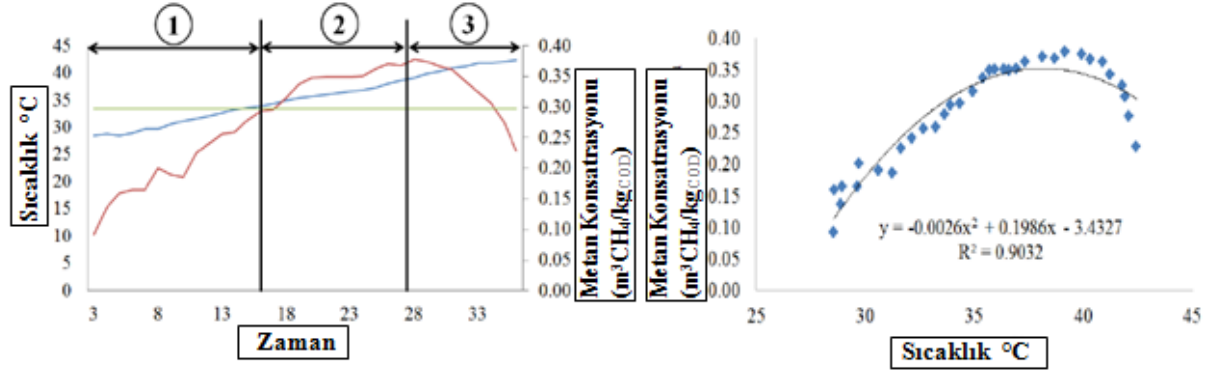 1 2 3
45
40
35
30
25
20
15
10
5
0
Sıcaklık °C
3 8 13 18 23 28 33
Zaman
0.40
0.35
0.30
0.25
0.20
0.15
0.10
0.05
0.00
Metan Konsatrasyonu
(m³CH₄/kgCOD)
Metan Konsatrasyonu
(m³CH₄/kgCOD)
0.40
0.35
0.30
0.25
0.20
0.15
0.10
0.05
0.00
y = -0.0026x² + 0.1986x - 3.4327
R² = 0.9032
25 30 35 40 45
Sıcaklık °C